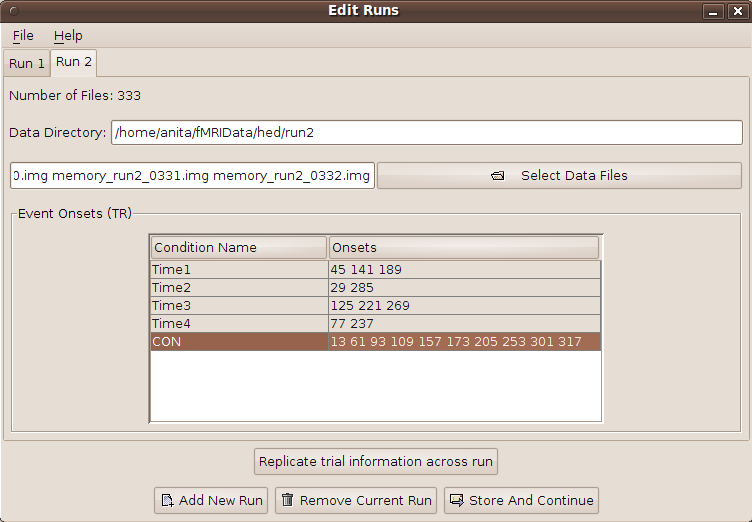 Edit Runs
File Help
Run 1 Run 2
Number of Files: 333
Data Directory: /home/anita/fMRIData/hed/run2
0.img memory_run2_0331.img memory_run2_0332.img Select Data Files
Event Onsets (TR)
Condition Name Onsets
Time1 45 141 189
Time2 29 285
Time3 125 221 269
Time4 77 237
CON 13 61 93 109 157 173 205 253 301 317
Replicate trial information across run
Add New Run Remove Current Run Store And Continue